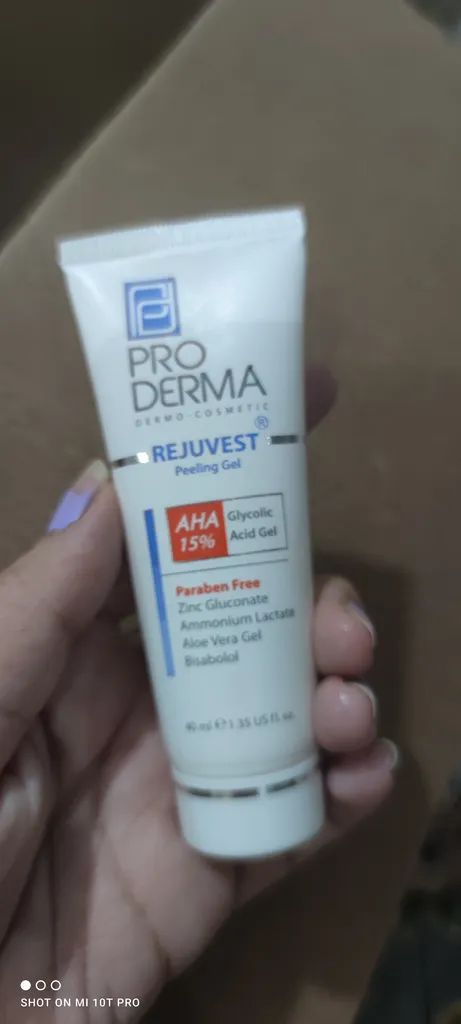 PRO
DERMA
DERMO-COSMETIC
REJUVEST®
Peeling Gel
AHA
15%
Glycolic
Acid Gel
Paraben Free
Zinc Gluconate
Ammonium Lactate
Aloe Vera Gel
Bisabolol
40 ml ℮ 1.35 US fl. oz.
SHOT ON MI 10T PRO